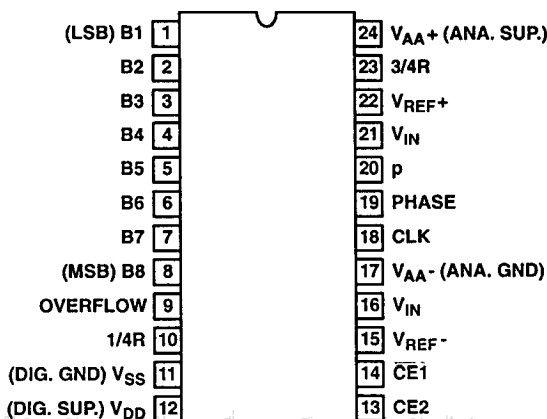 (LSB) B1 1 24 VAA+ (ANA. SUP.)
B2 2 23 3/4R
B3 3 22 VREF+
B4 4 21 VIN
B5 5 20 p
B6 6 19 PHASE
B7 7 18 CLK
(MSB) B8 8 17 VAA- (ANA. GND)
OVERFLOW 9 16 VIN
1/4R 10 15 VREF-
(DIG. GND) VSS 11 14 C̅E̅1̅
(DIG. SUP.) VDD 12 13 CE2